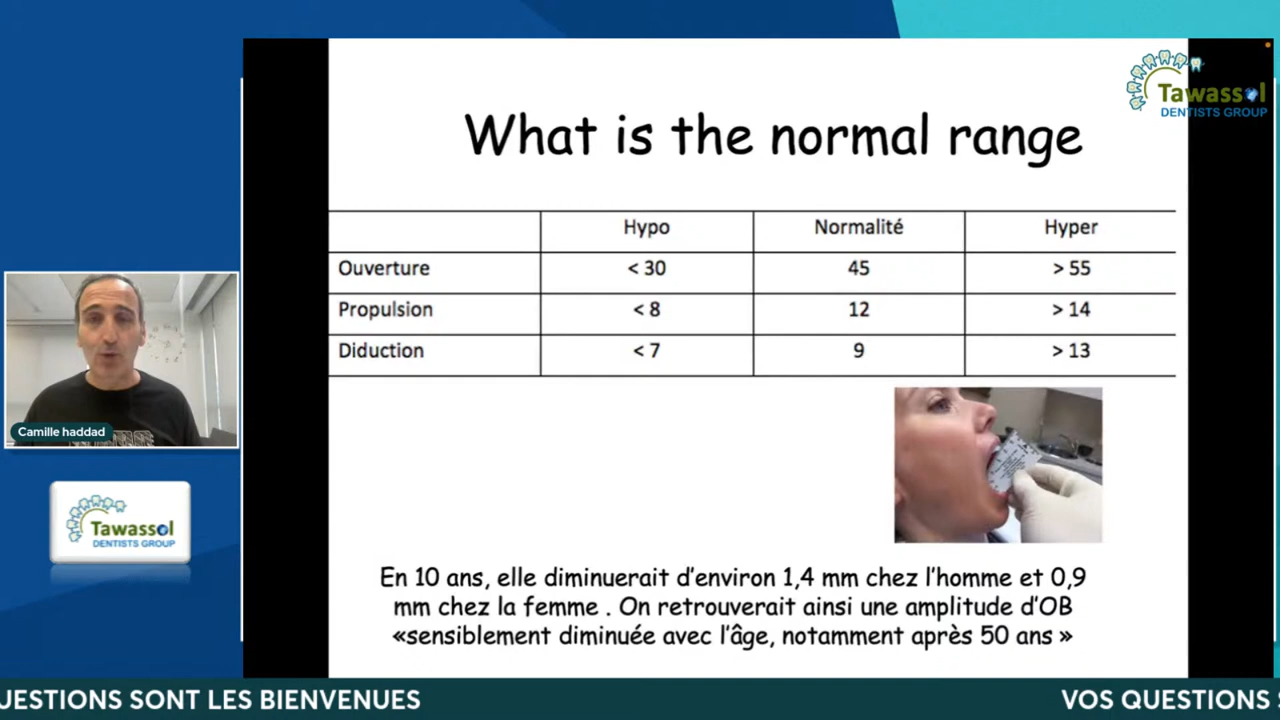 Tawassol
DENTISTS GROUP
What is the normal range
Hypo Normalité Hyper
Ouverture < 30 45 > 55
Propulsion < 8 12 > 14
Diduction < 7 9 > 13
Camille haddad
Tawassol
DENTISTS GROUP
En 10 ans, elle diminuerait d'environ 1,4 mm chez l'homme et 0,9
mm chez la femme . On retrouverait ainsi une amplitude d'OB
«sensiblement diminuée avec l'âge, notamment après 50 ans »
UESTIONS SONT LES BIENVENUES VOS QUESTIONS S